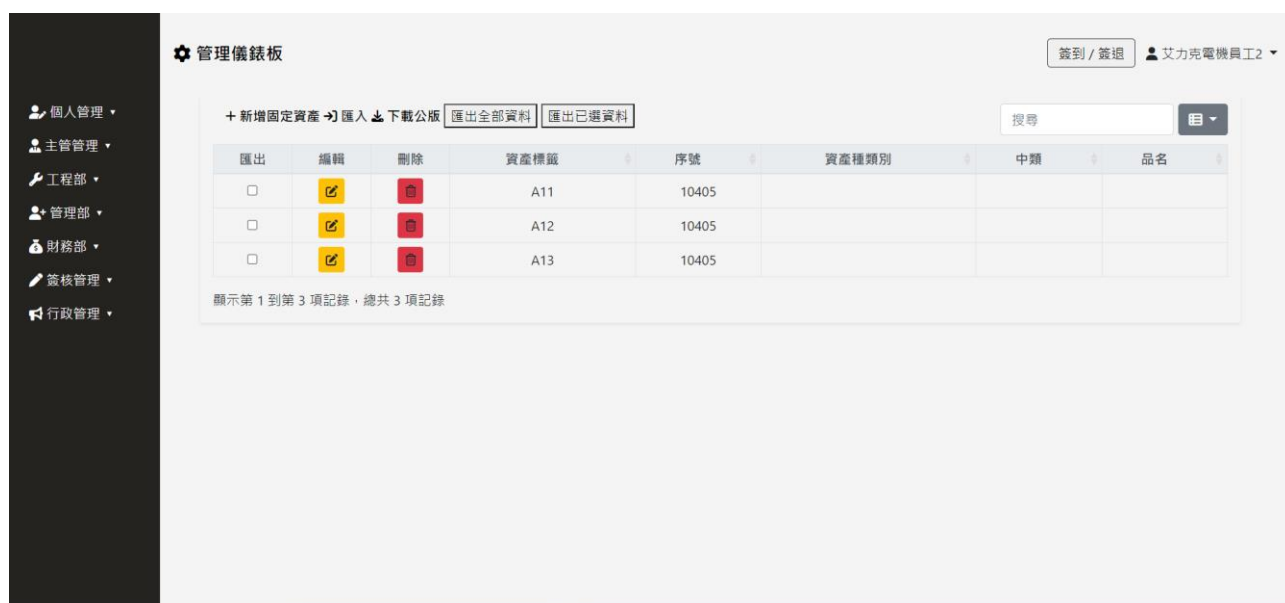 管理儀錶板
簽到 / 簽退
艾力克電機員工2
個人管理
主管管理
工程部
管理部
財務部
簽核管理
行政管理
新增固定資產 匯入 下載公版 匯出全部資料 匯出已選資料
搜尋
匯出 編輯 刪除 資產標籤 序號 資產種類別 中類 品名
A11 10405
A12 10405
A13 10405
顯示第 1 到第 3 項記錄，總共 3 項記錄